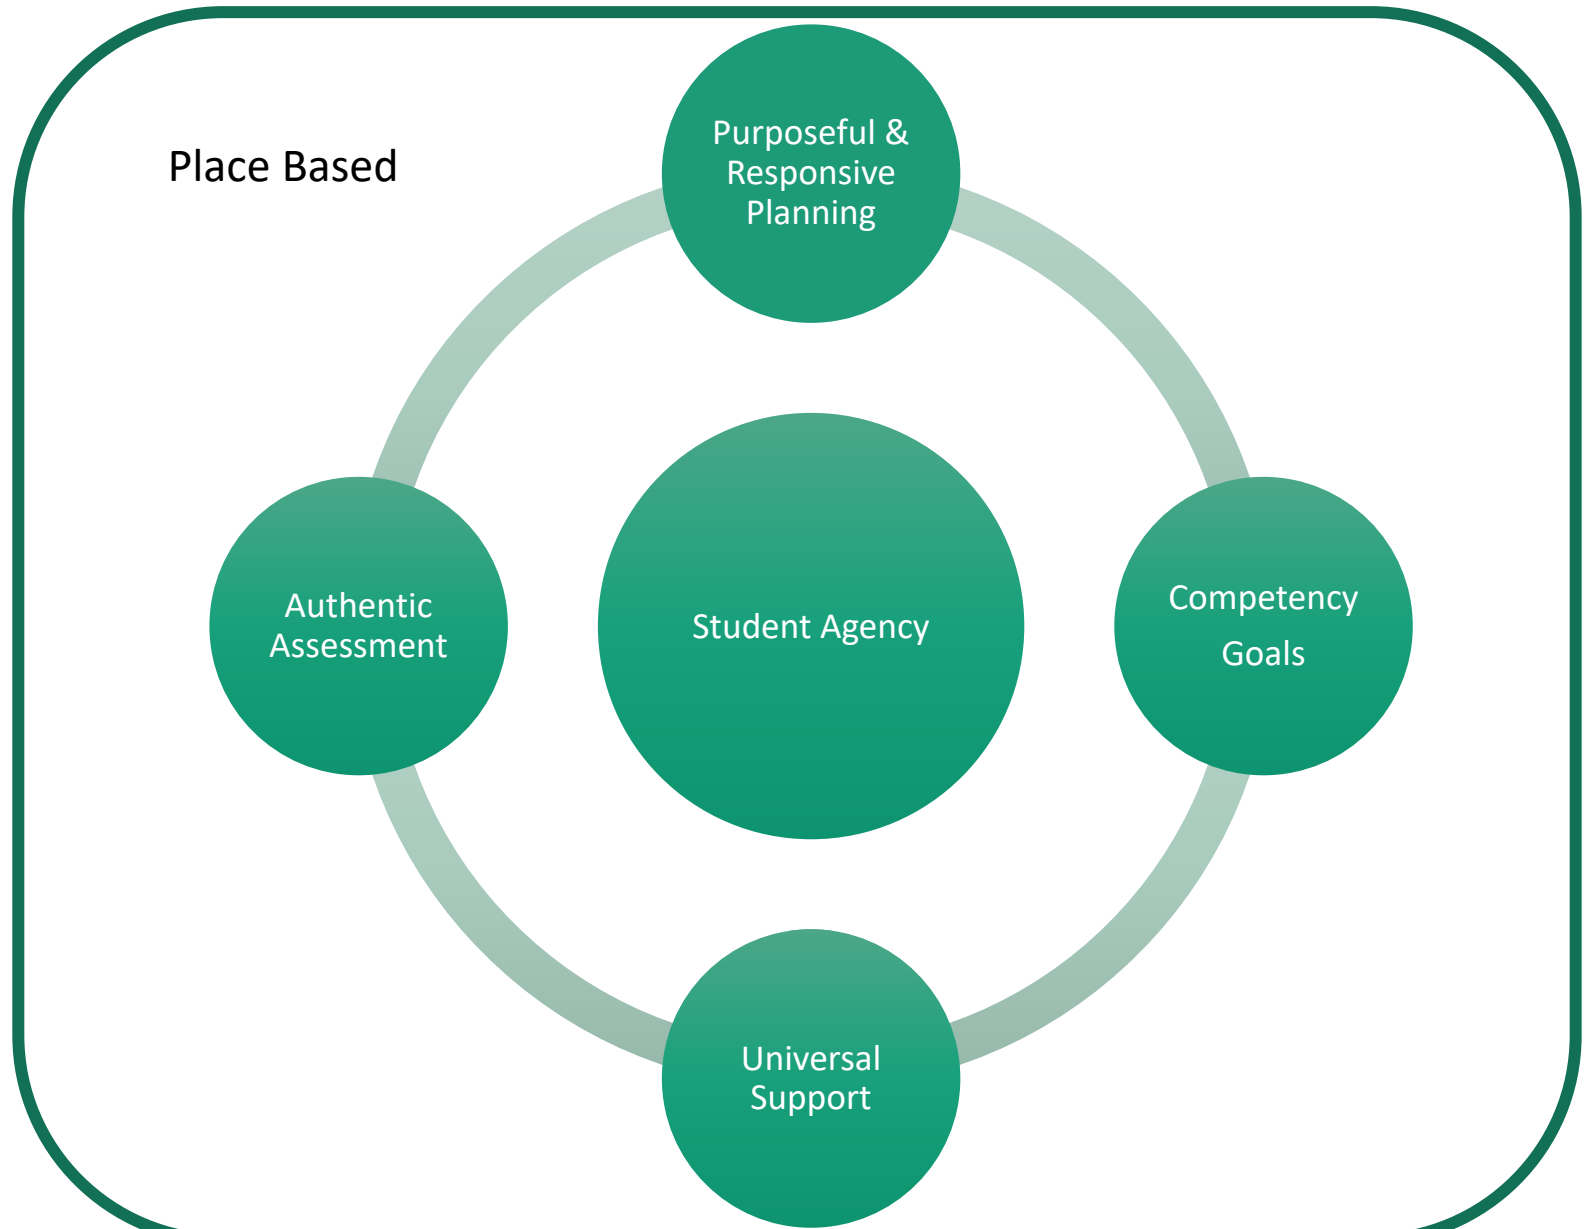 Place Based
Purposeful &
Responsive
Planning
Authentic
Assessment
Student Agency
Competency
Goals
Universal
Support